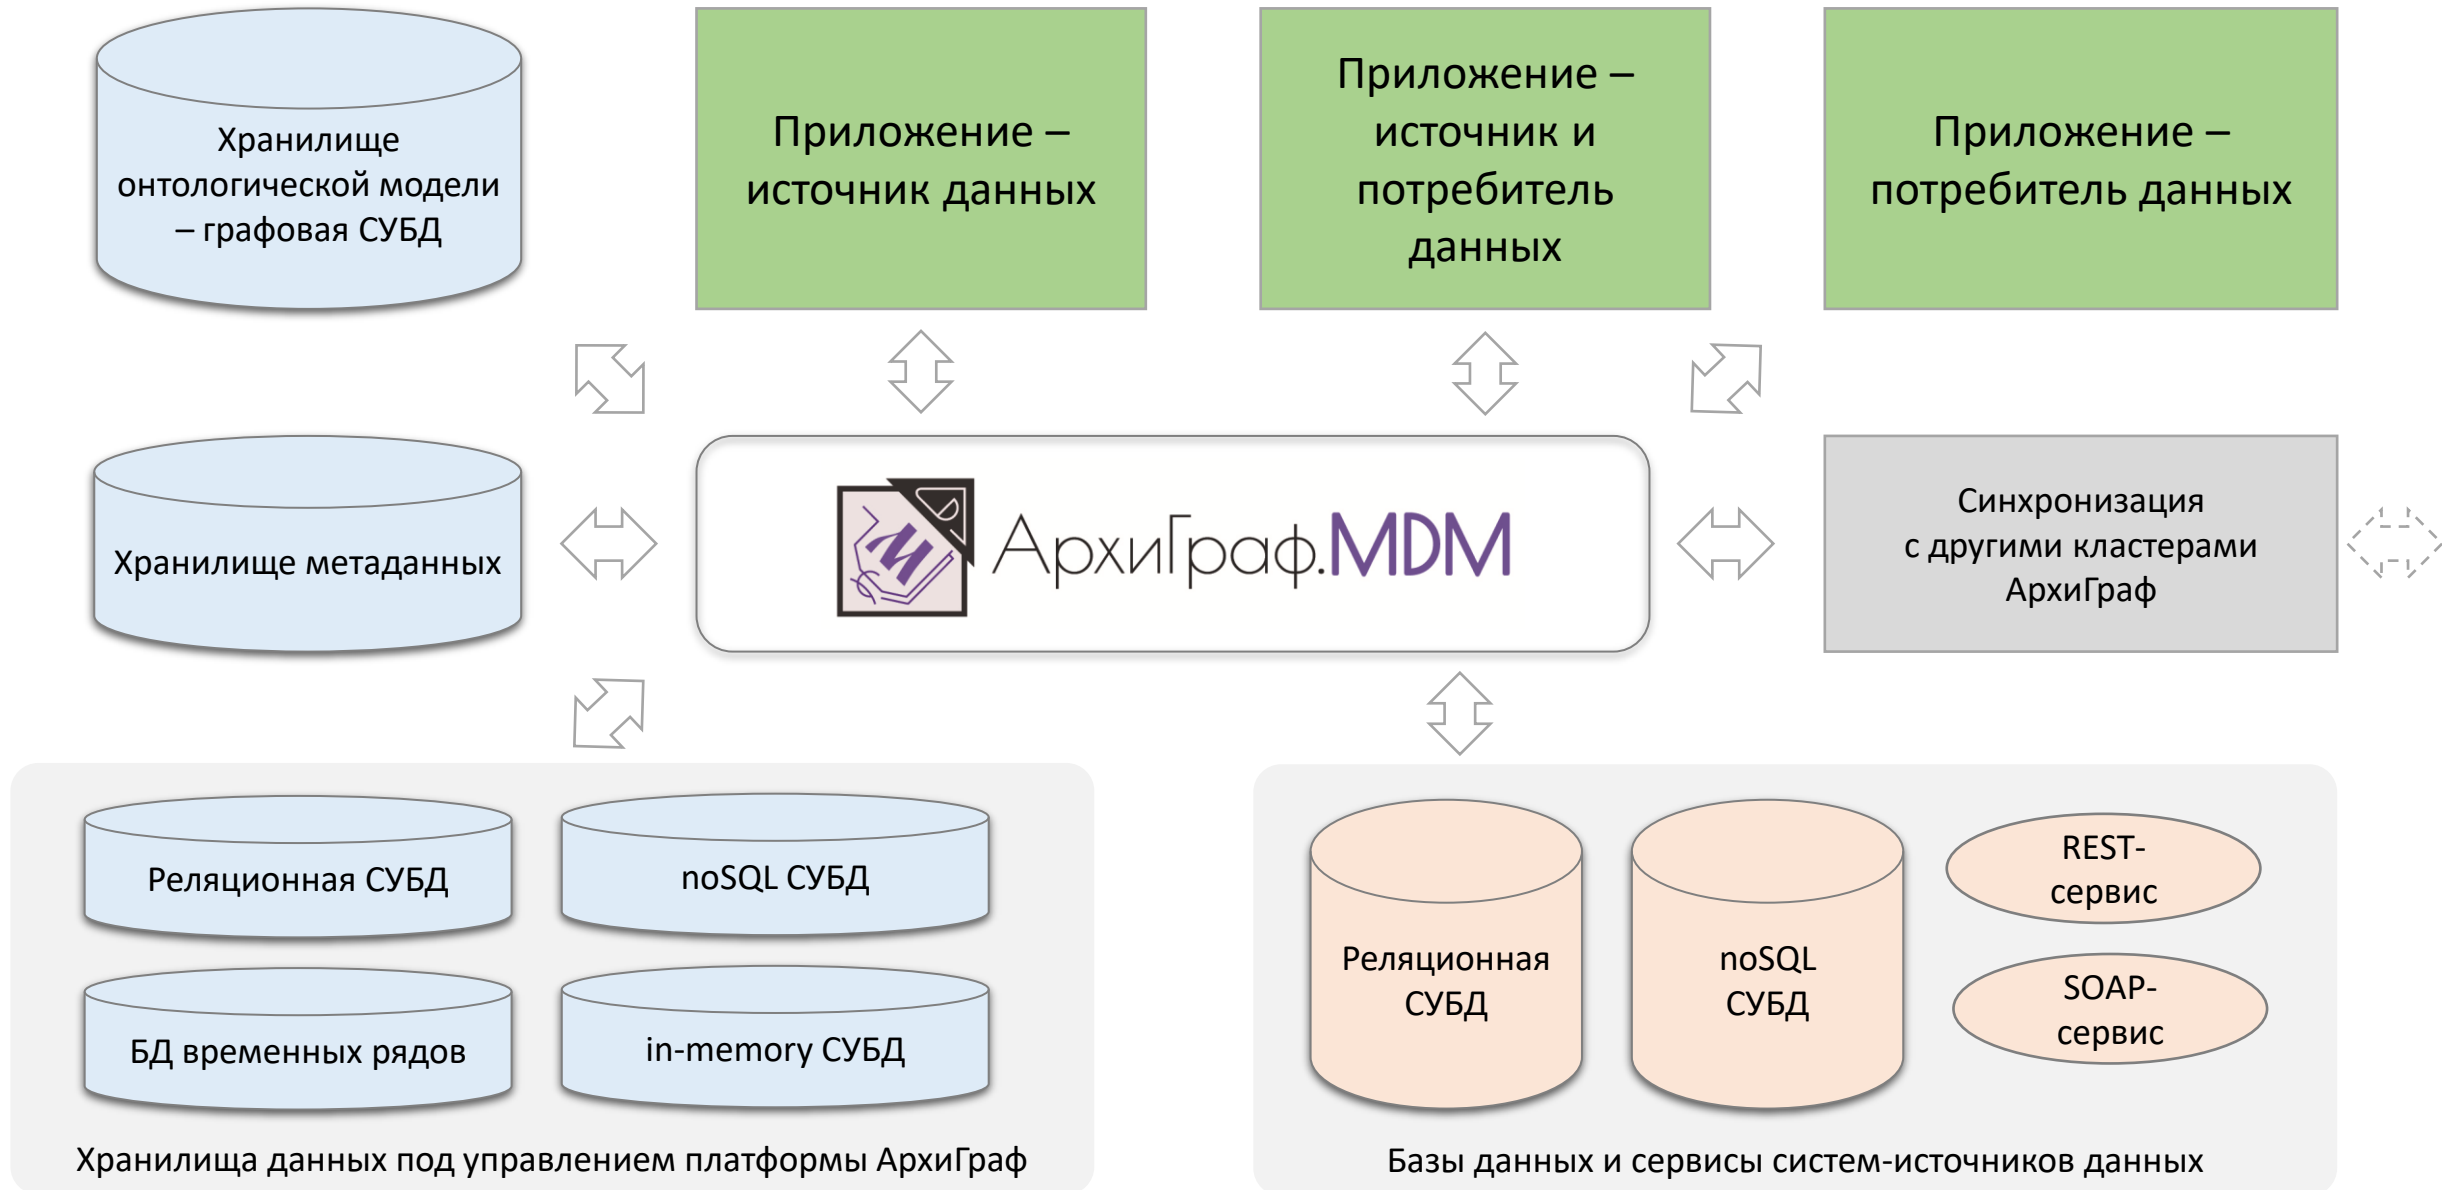 Хранилище
онтологической модели
– графовая СУБД
Приложение –
источник данных
Приложение –
источник и
потребитель
данных
Приложение –
потребитель данных
Хранилище метаданных
АрхиГраф.MDM
Синхронизация
с другими кластерами
АрхиГраф
Реляционная СУБД
noSQL СУБД
БД временных рядов
in-memory СУБД
Хранилища данных под управлением платформы АрхиГраф
Реляционная
СУБД
noSQL
СУБД
REST-
сервис
SOAP-
сервис
Базы данных и сервисы систем-источников данных